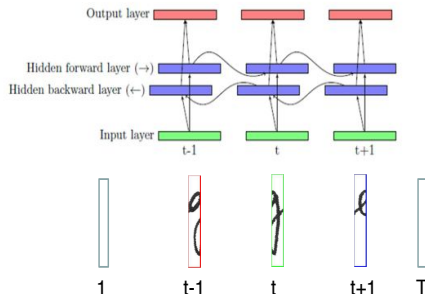 Output layer
Hidden forward layer (→)
Hidden backward layer (←)
Input layer
t-1 t t+1
1 t-1 t t+1 T